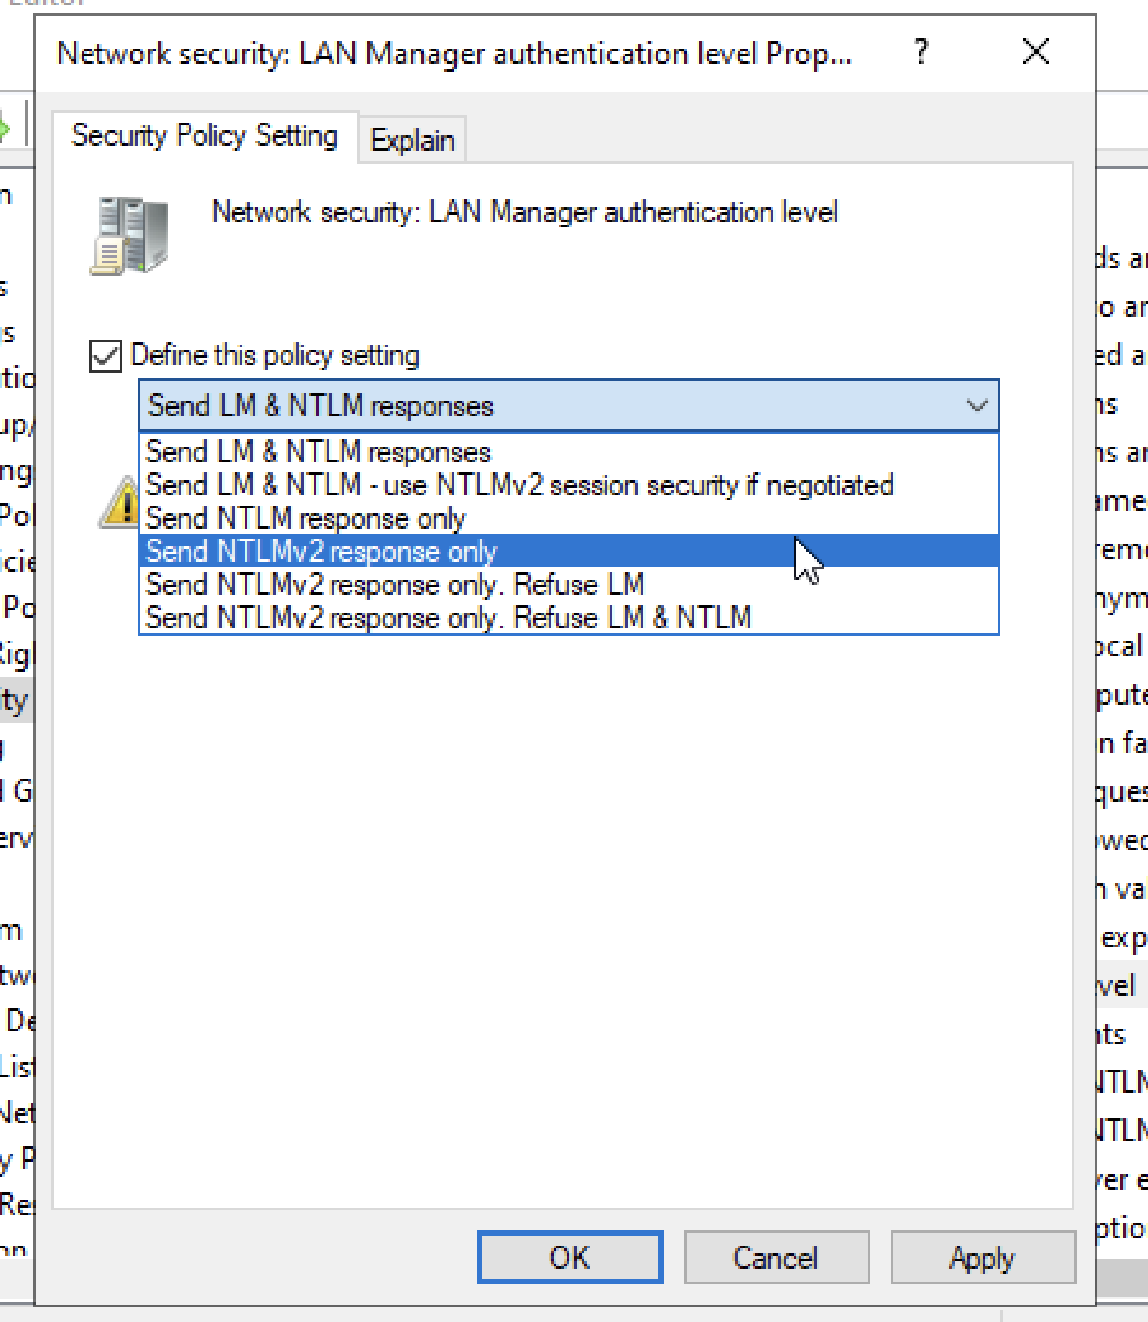 Editor
Network security: LAN Manager authentication level Prop...
?
Security Policy Setting
Explain
Network security: LAN Manager authentication level
Define this policy setting
Send LM & NTLM responses
Send LM & NTLM responses
Send LM & NTLM - use NTLMv2 session security if negotiated
Send NTLM response only
Send NTLMv2 response only
Send NTLMv2 response only. Refuse LM
Send NTLMv2 response only. Refuse LM & NTLM
OK
Cancel
Apply